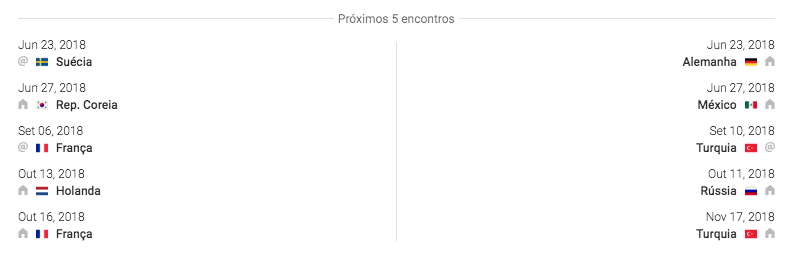 Próximos 5 encontros
Jun 23, 2018
@ Suécia
Jun 27, 2018
Rep. Coreia
Set 06, 2018
@ França
Out 13, 2018
Holanda
Out 16, 2018
França
Jun 23, 2018
Alemanha
Jun 27, 2018
México
Set 10, 2018
Turquia @
Out 11, 2018
Rússia
Nov 17, 2018
Turquia